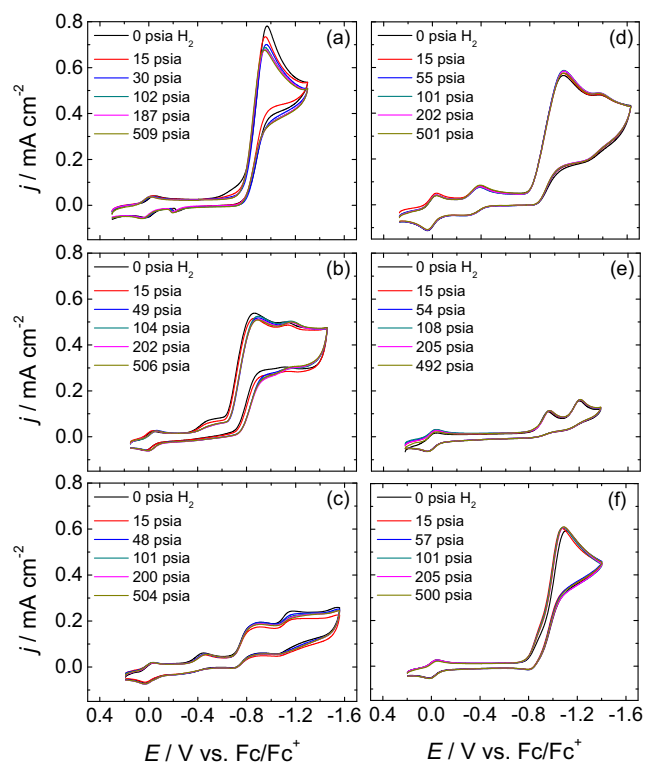 (a)
0 psia H₂
15 psia
30 psia
102 psia
187 psia
509 psia
0.8
0.6
0.4
0.2
0.0
j / mA cm⁻²
(d)
0 psia H₂
15 psia
55 psia
101 psia
202 psia
501 psia
(b)
0 psia H₂
15 psia
49 psia
104 psia
202 psia
506 psia
0.8
0.6
0.4
0.2
0.0
j / mA cm⁻²
(e)
0 psia H₂
15 psia
54 psia
108 psia
205 psia
492 psia
(c)
0 psia H₂
15 psia
48 psia
101 psia
200 psia
504 psia
0.8
0.6
0.4
0.2
0.0
j / mA cm⁻²
0.4 0.0 -0.4 -0.8 -1.2 -1.6
E / V vs. Fc/Fc⁺
(f)
0 psia H₂
15 psia
57 psia
101 psia
205 psia
500 psia
0.4 0.0 -0.4 -0.8 -1.2 -1.6
E / V vs. Fc/Fc⁺